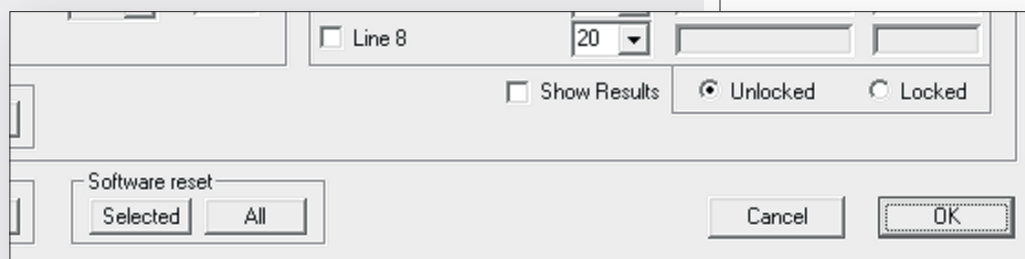 Line 8 20
Show Results Unlocked Locked
Software reset
Selected All Cancel OK